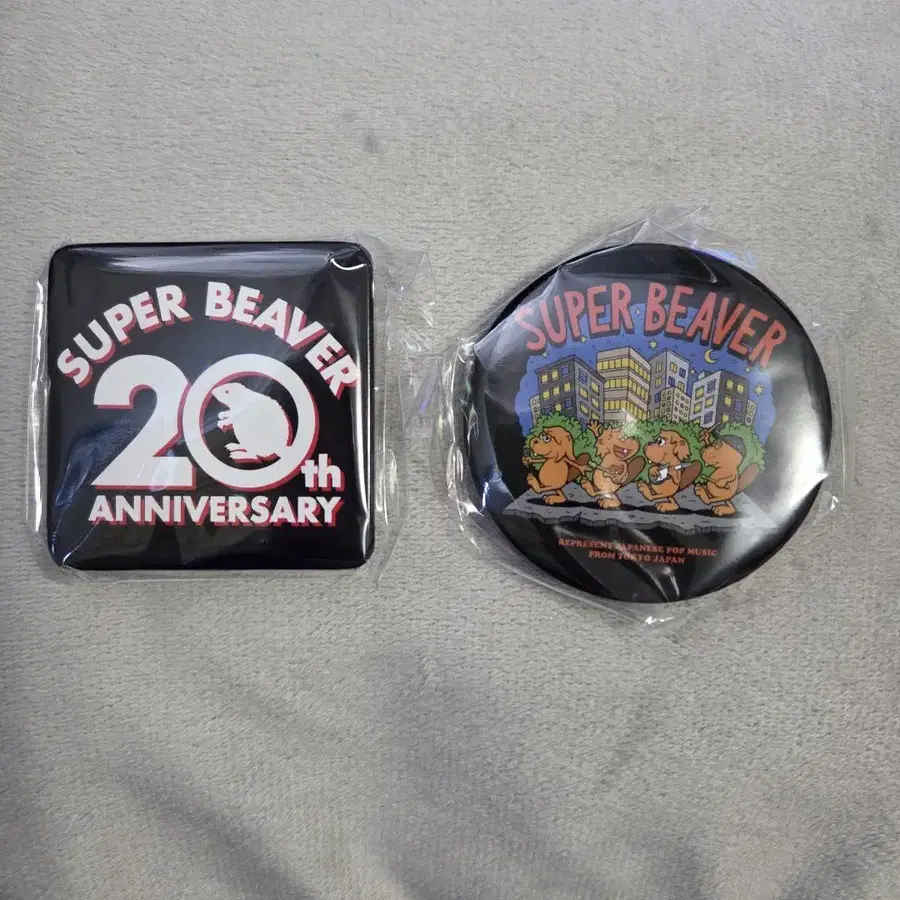 SUPER BEAVER
20th
ANNIVERSARY
SUPER BEAVER
REPRESENT JAPANESE POP MUSIC
FROM TOKYO JAPAN